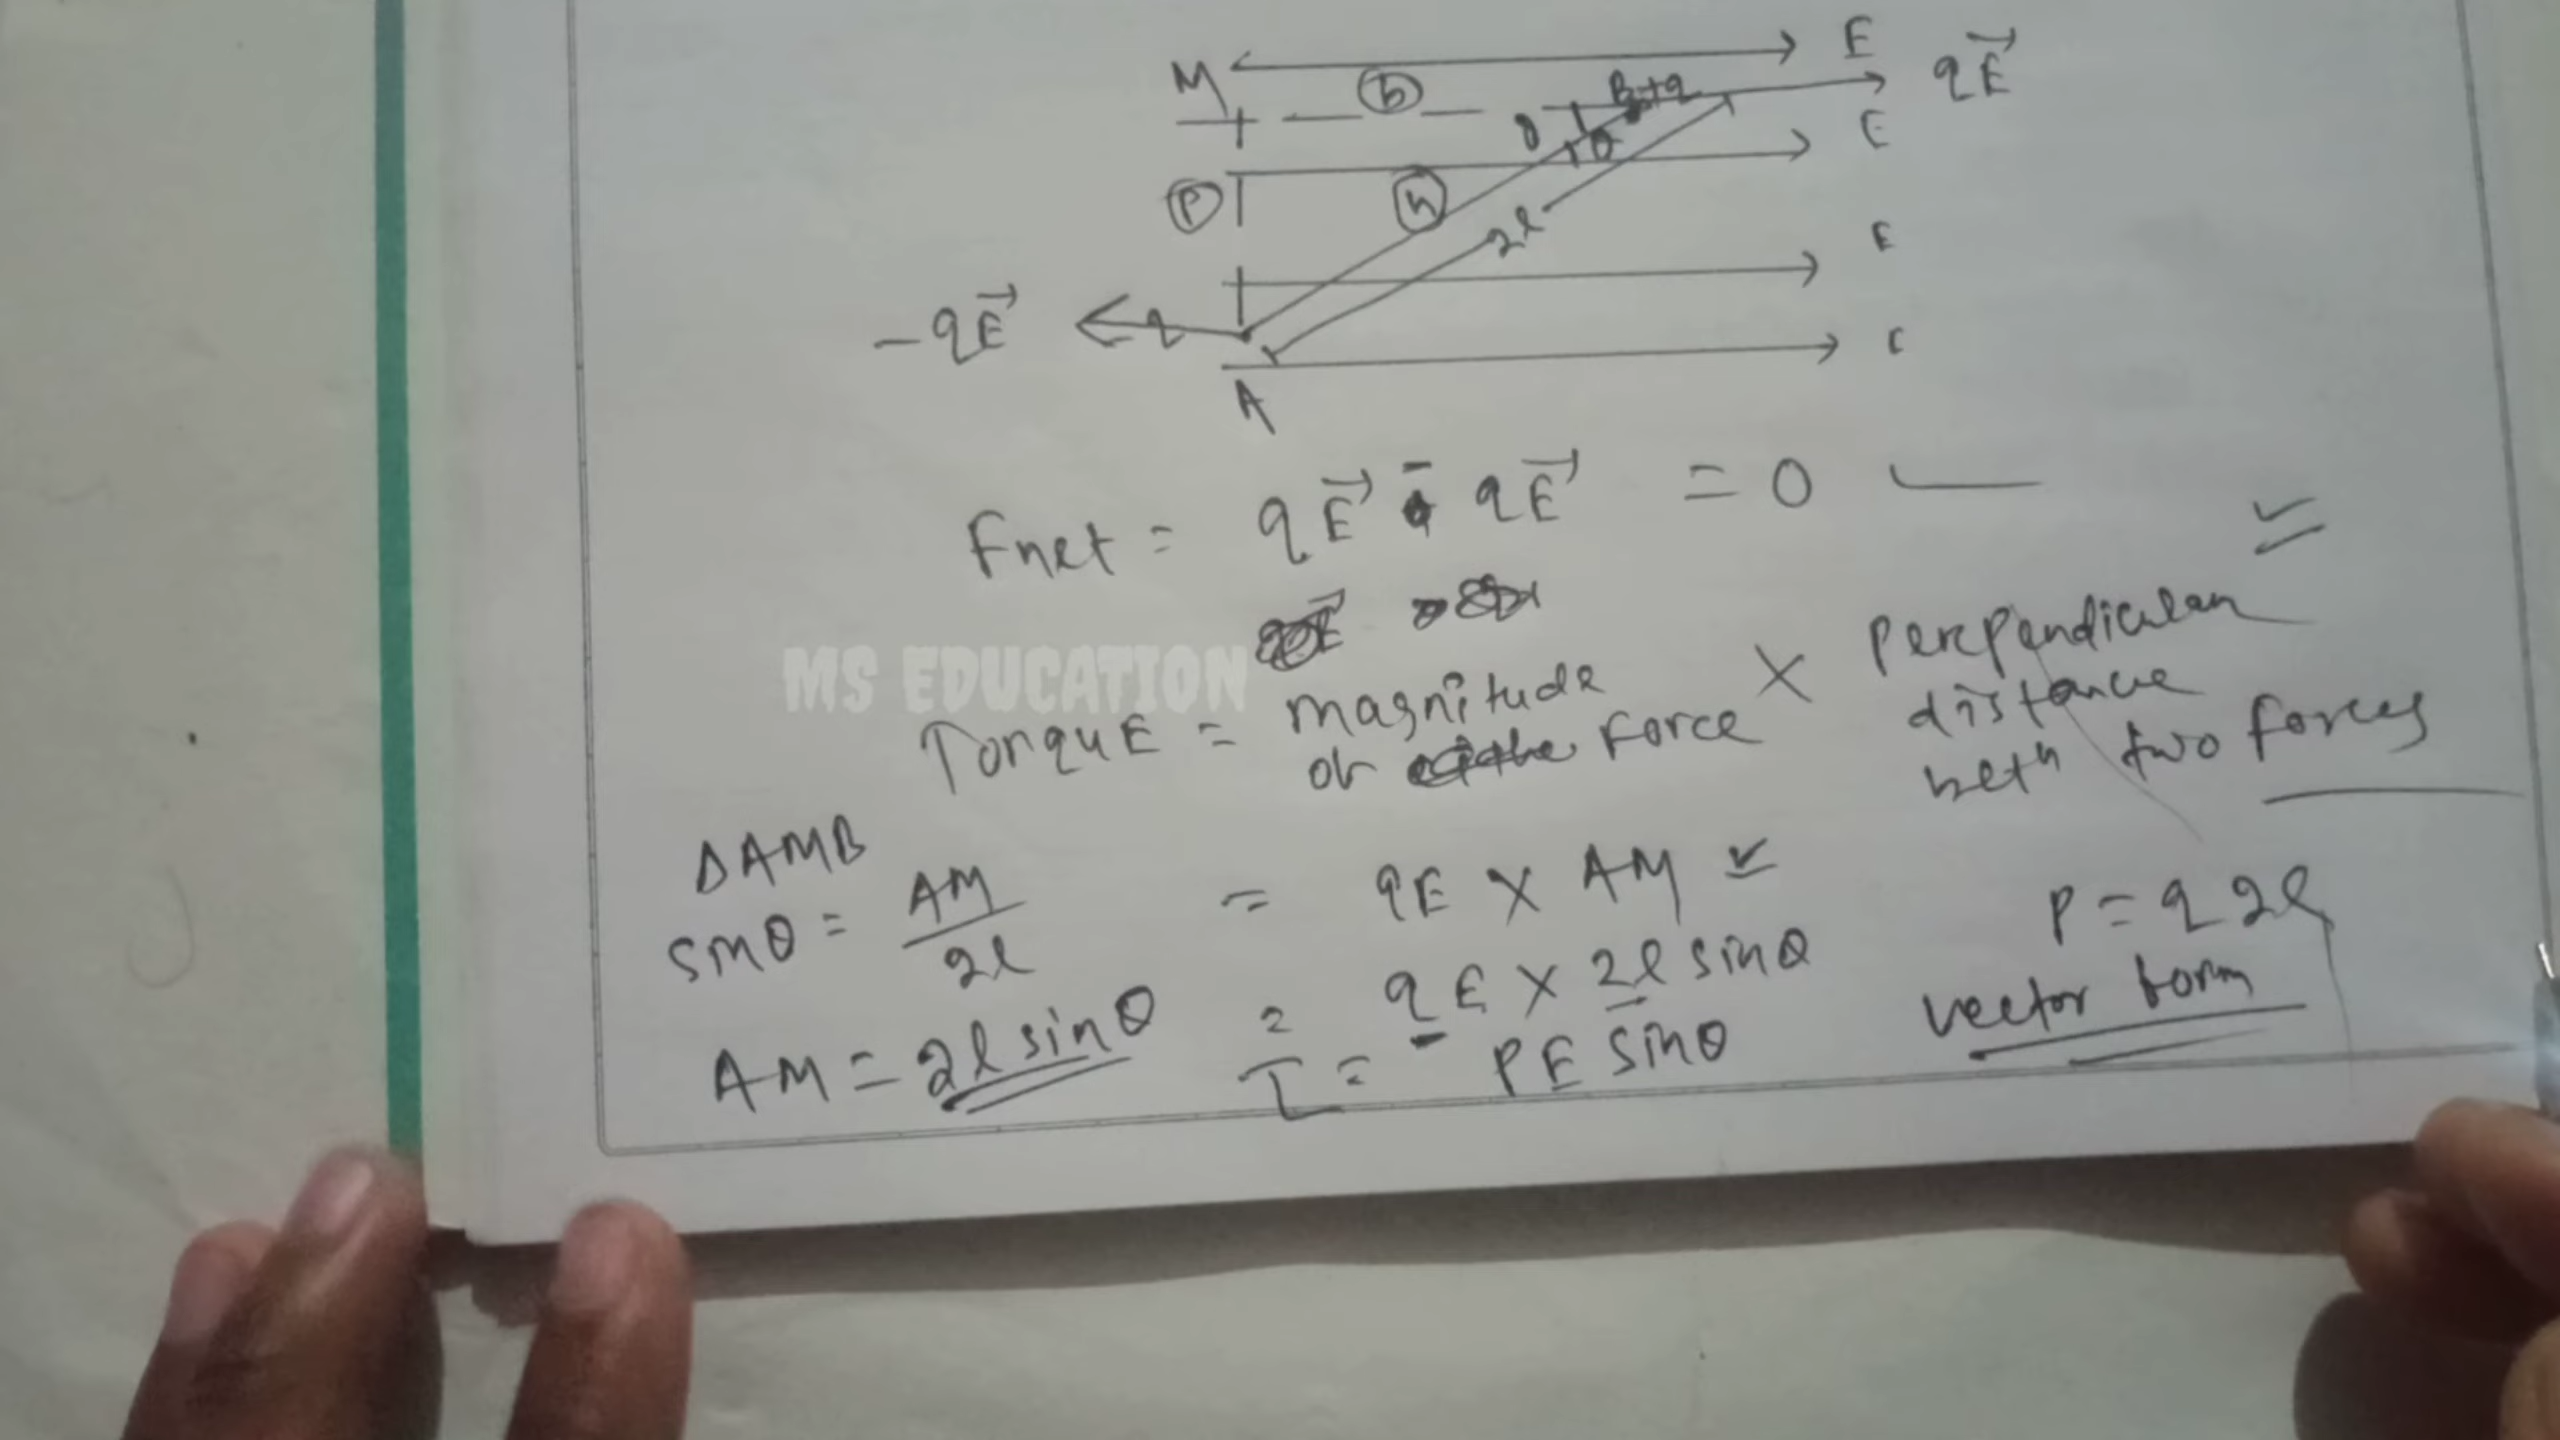 M E
b B+q qE⃗
θ θ E
P h
2l E
-qE⃗ q
E
A
Fnet = qE⃗ - qE⃗ = 0
MS EDUCATION
TorquE = magnitude of Force × Perpendicular distance betn two forces
ΔAMB
sinθ = AM/2l = qE × AM P = q2l
= qE × 2l sinθ vector form
AM = 2l sinθ τ = PE sinθ